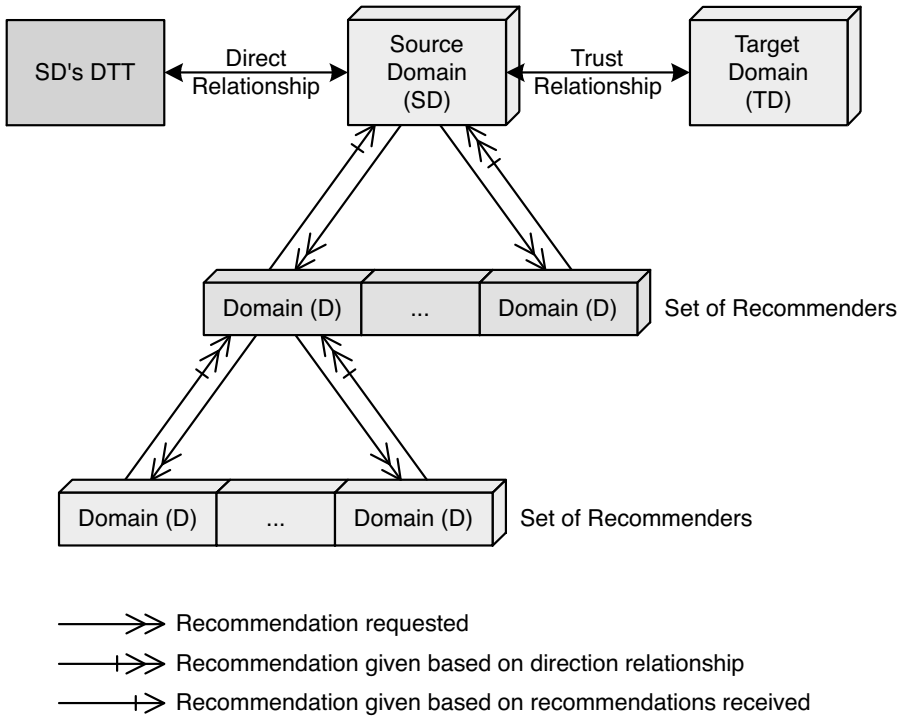 SD's DTT
Direct
Relationship
Source
Domain
(SD)
Trust
Relationship
Target
Domain
(TD)
Domain (D)
...
Domain (D)
Set of Recommenders
Domain (D)
...
Domain (D)
Set of Recommenders
Recommendation requested
Recommendation given based on direction relationship
Recommendation given based on recommendations received